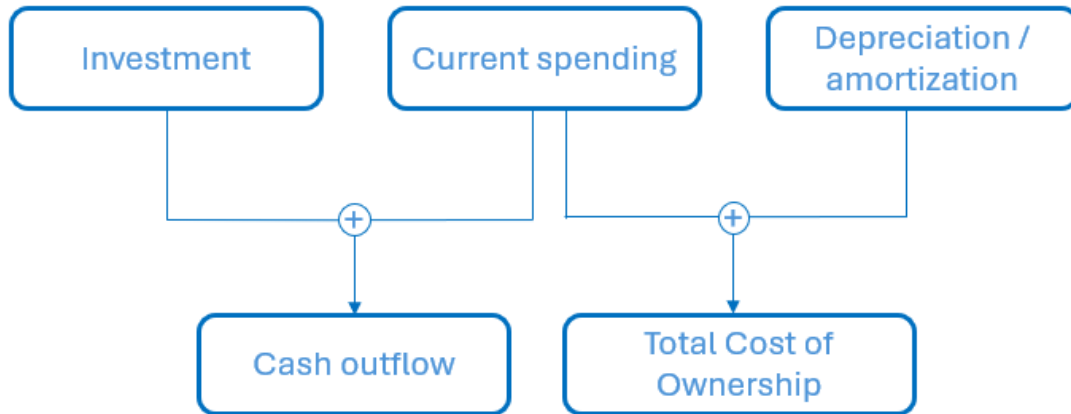 Investment
Current spending
Depreciation /
amortization
+
+
Cash outflow
Total Cost of
Ownership